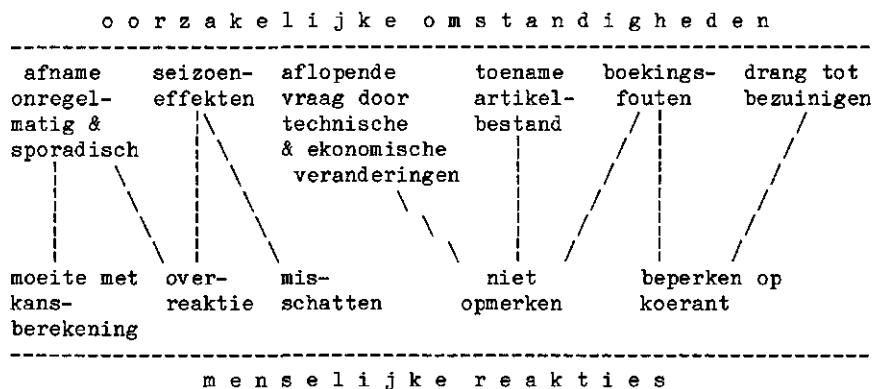 o o r z a k e l i j k e  o m s t a n d i g h e d e n
afname seizoen- aflopende toename boekings- drang tot
onregel- effekten vraag door artikel- fouten bezuinigen
matig & technische bestand
sporadisch & ekonomische
veranderingen
moeite met over- mis- niet beperken op
kans- reaktie schatten opmerken koerant
berekening
m e n s e l i j k e  r e a k t i e s